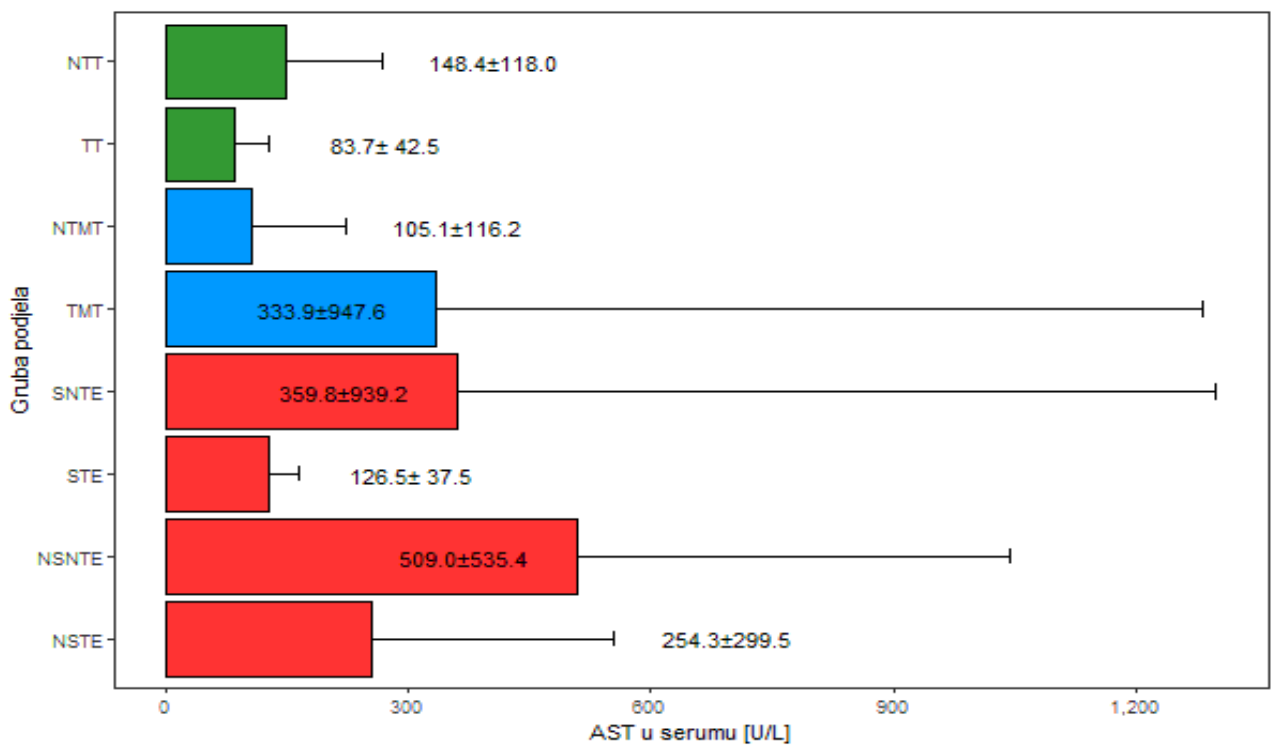 NTT
148.4±118.0
TT
83.7± 42.5
NTMT
105.1±116.2
TMT
333.9±947.6
SNTE
359.8±939.2
STE
126.5± 37.5
NSNTE
509.0±535.4
NSTE
254.3±299.5
Gruba podjela
0 300 600 900 1,200
AST u serumu [U/L]